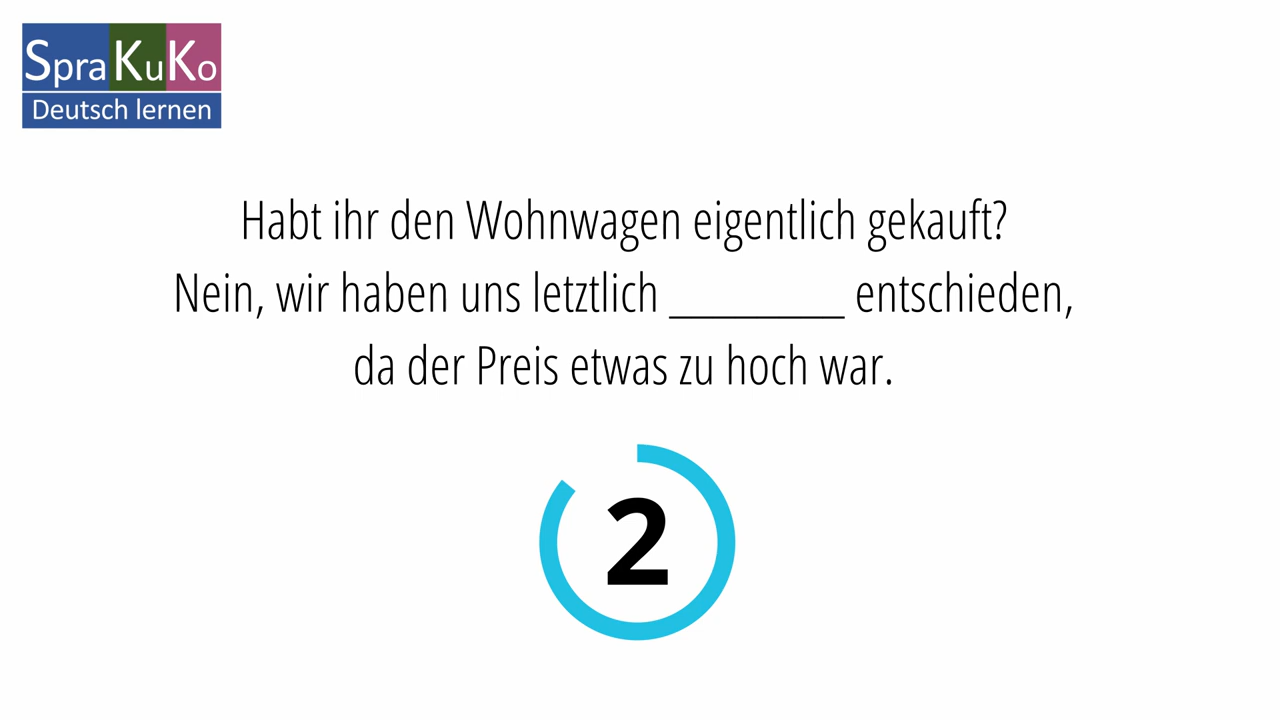 SpraKuKo
Deutsch lernen
Habt ihr den Wohnwagen eigentlich gekauft?
Nein, wir haben uns letztlich ________ entschieden,
da der Preis etwas zu hoch war.
2